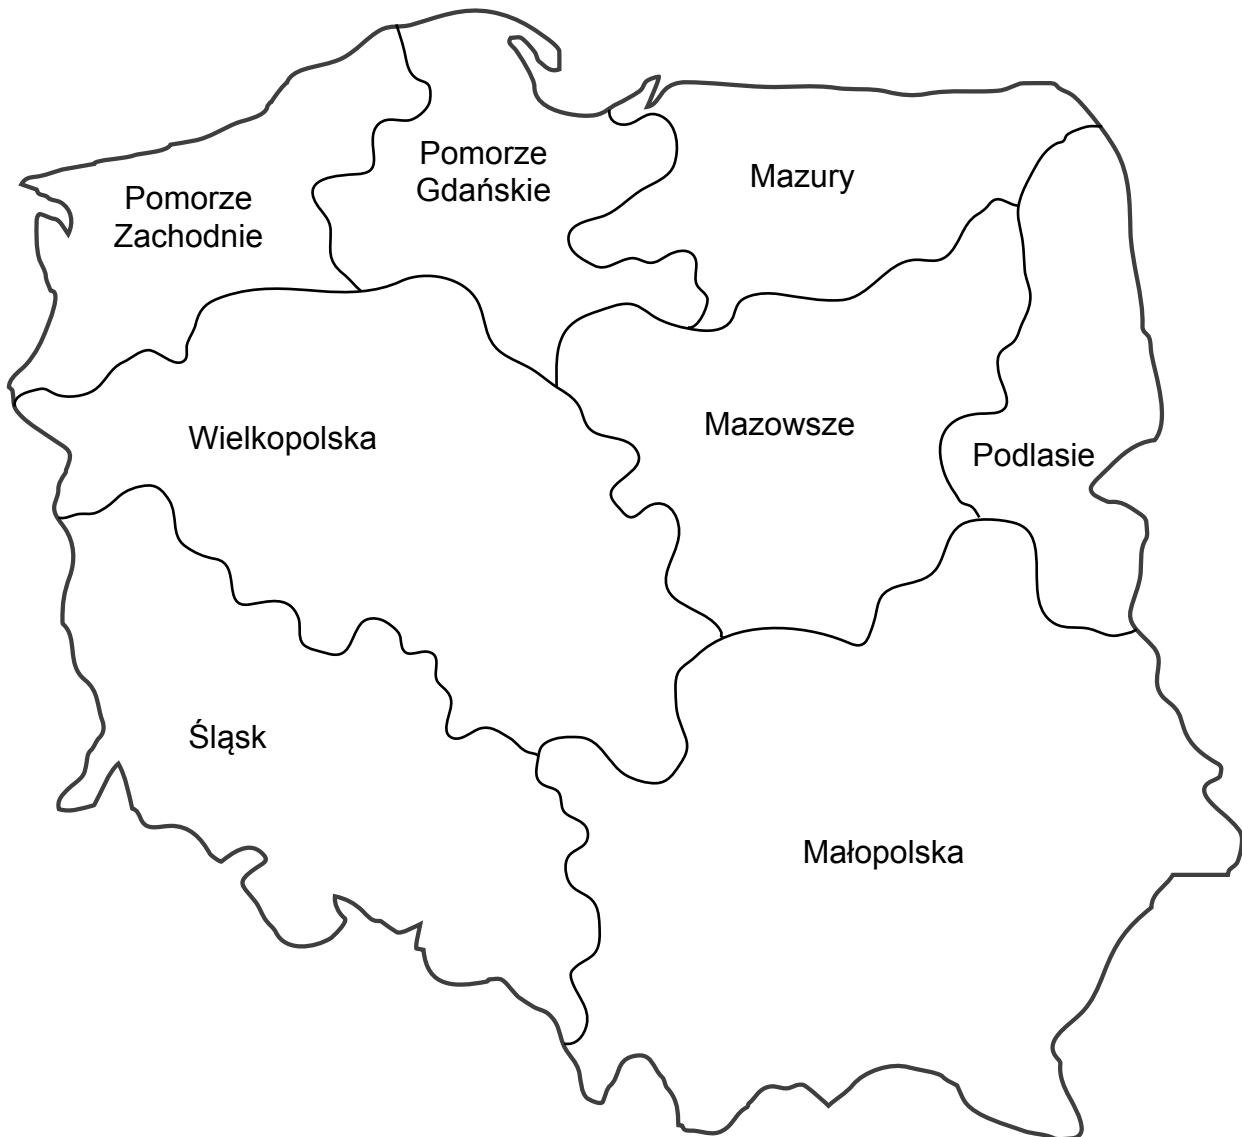 Pomorze
Gdańskie
Mazury
Pomorze
Zachodnie
Wielkopolska
Mazowsze
Podlasie
Śląsk
Małopolska